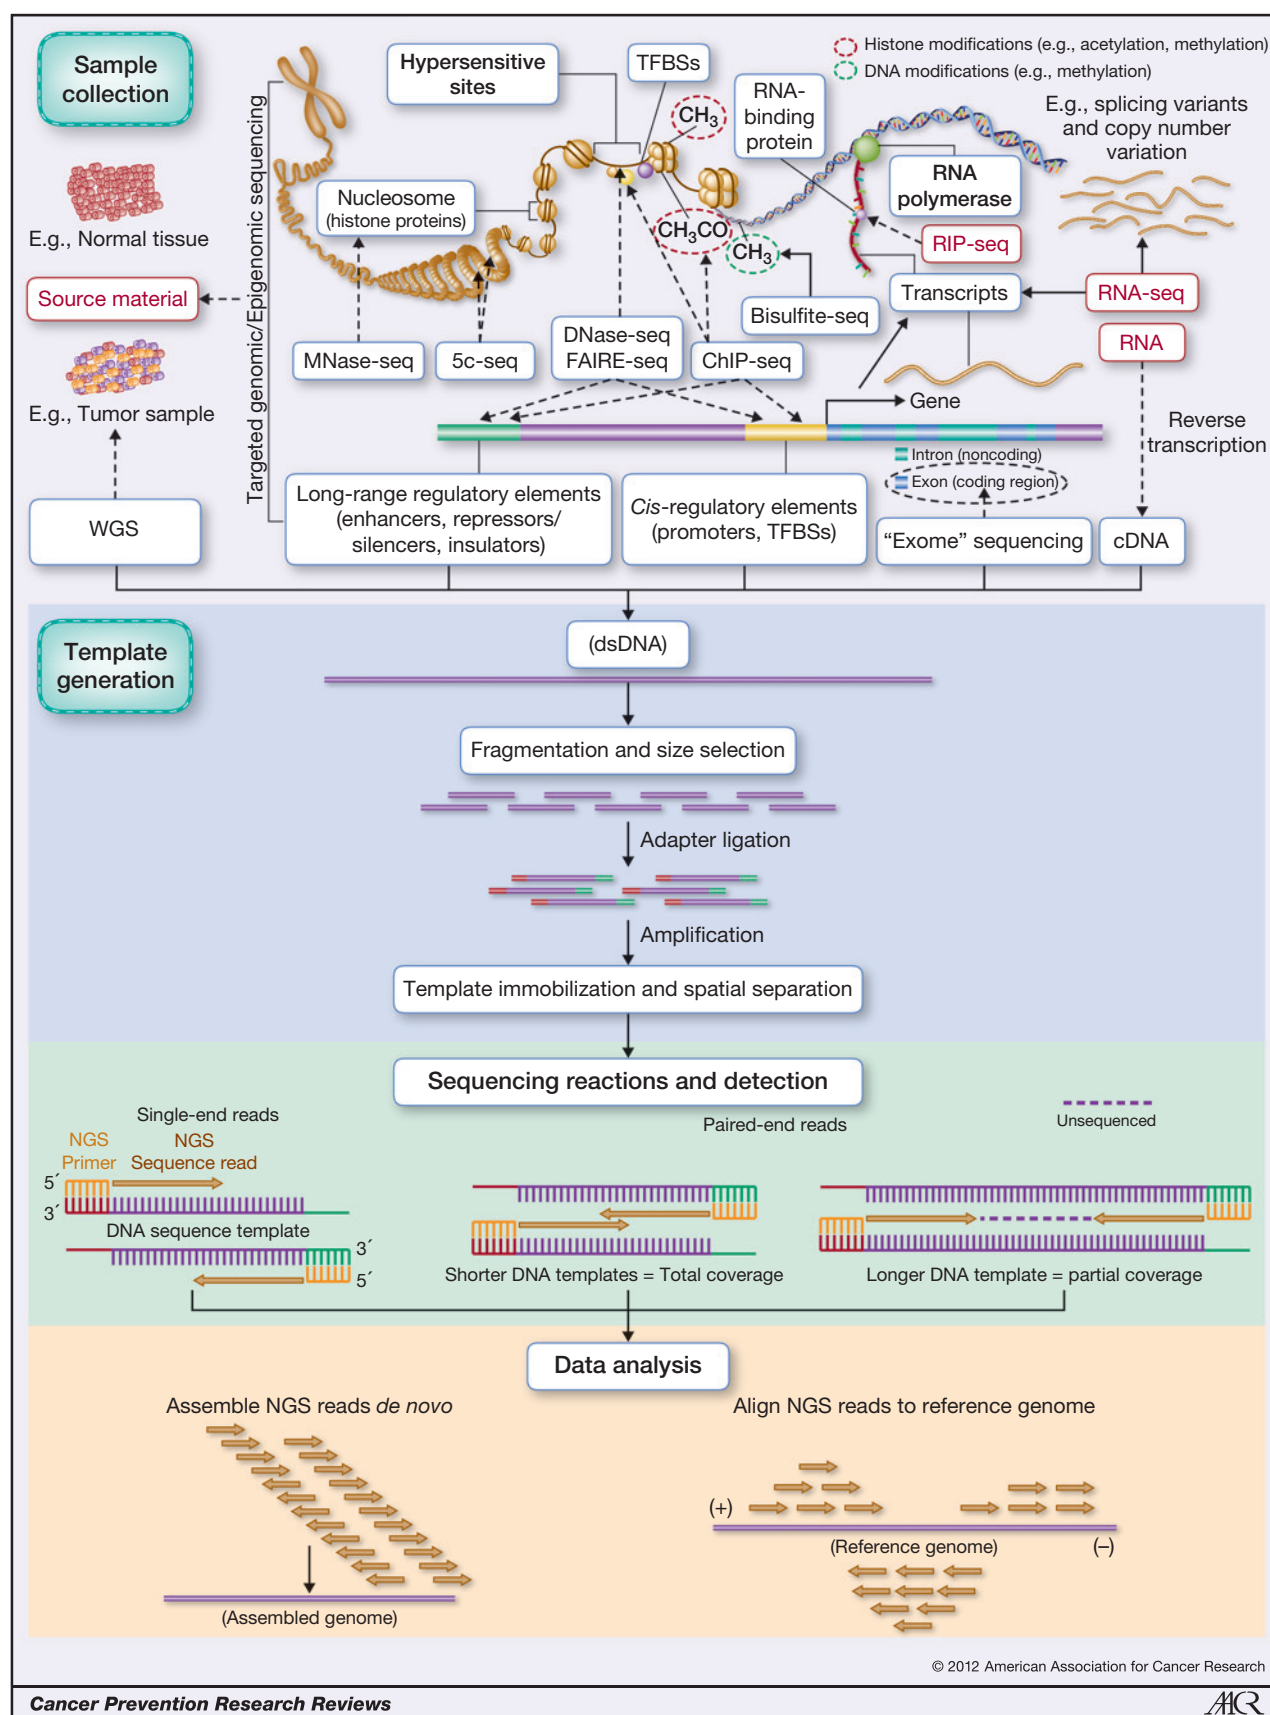 Sample
collection
Hypersensitive
sites
TFBSs
Histone modifications (e.g., acetylation, methylation)
DNA modifications (e.g., methylation)
CH3
RNA-
binding
protein
E.g., splicing variants
and copy number
variation
RNA
polymerase
Nucleosome
(histone proteins)
E.g., Normal tissue
CH3CO
CH3
RIP-seq
Source material
Transcripts
RNA-seq
Bisulfite-seq
MNase-seq
5c-seq
DNase-seq
FAIRE-seq
ChIP-seq
RNA
E.g., Tumor sample
Gene
Reverse
transcription
Targeted genomic/Epigenomic sequencing
Intron (noncoding)
Exon (coding region)
WGS
Long-range regulatory elements
(enhancers, repressors/
silencers, insulators)
Cis-regulatory elements
(promoters, TFBSs)
“Exome” sequencing
cDNA
Template
generation
(dsDNA)
Fragmentation and size selection
Adapter ligation
Amplification
Template immobilization and spatial separation
Sequencing reactions and detection
Single-end reads
Paired-end reads
Unsequenced
NGS
Primer
NGS
Sequence read
5´
3´
DNA sequence template
3´
5´
Shorter DNA templates = Total coverage
Longer DNA template = partial coverage
Data analysis
Assemble NGS reads de novo
Align NGS reads to reference genome
(+)
(Reference genome)
(–)
(Assembled genome)
© 2012 American Association for Cancer Research
Cancer Prevention Research Reviews
AACR